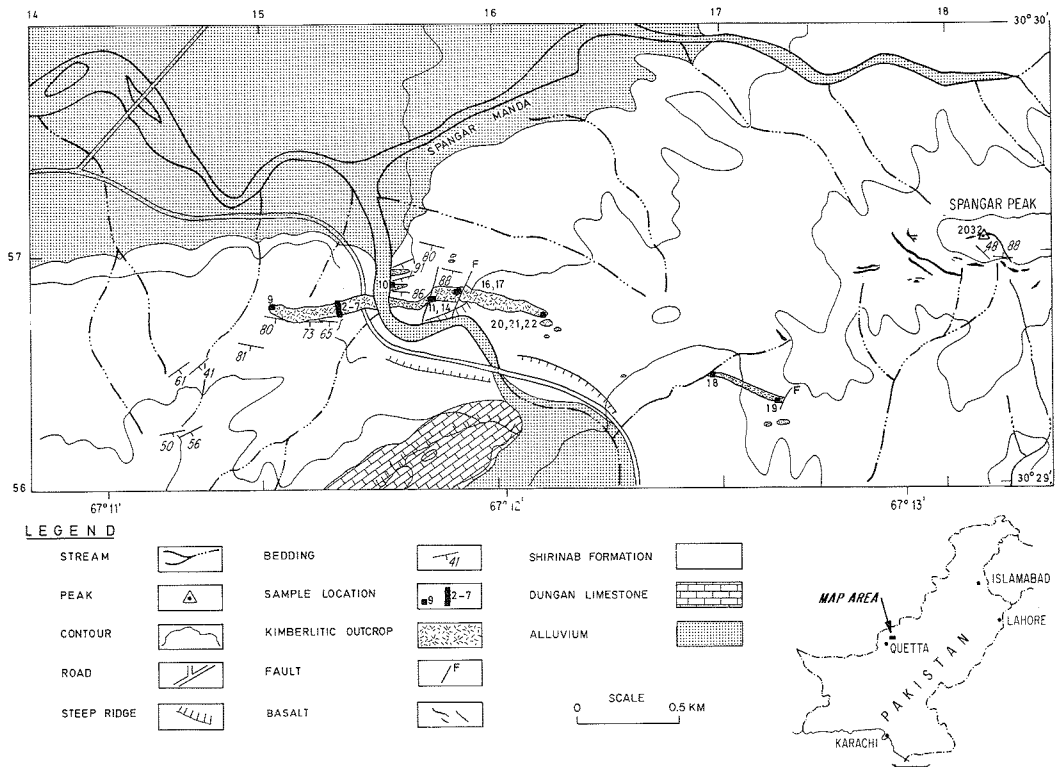 14 15 16 17 18
30° 30'
SPANGAR MANDA
SPANGAR PEAK
2032
48 88
57 57
80
91
F
88
10 86
16,17
9 2-7 11,14
80 73 65
20,21,22
81
61 41
18 F
19
50 56
56 30° 29'
67° 11' 67° 12' 67° 13'
LEGEND
STREAM
PEAK
CONTOUR
ROAD
STEEP RIDGE
BEDDING 41
SAMPLE LOCATION 9 2-7
KIMBERLITIC OUTCROP
FAULT F
BASALT
SHIRINAB FORMATION
DUNGAN LIMESTONE
ALLUVIUM
SCALE
0 0.5 KM
MAP AREA
ISLAMABAD
LAHORE
QUETTA
PAKISTAN
KARACHI